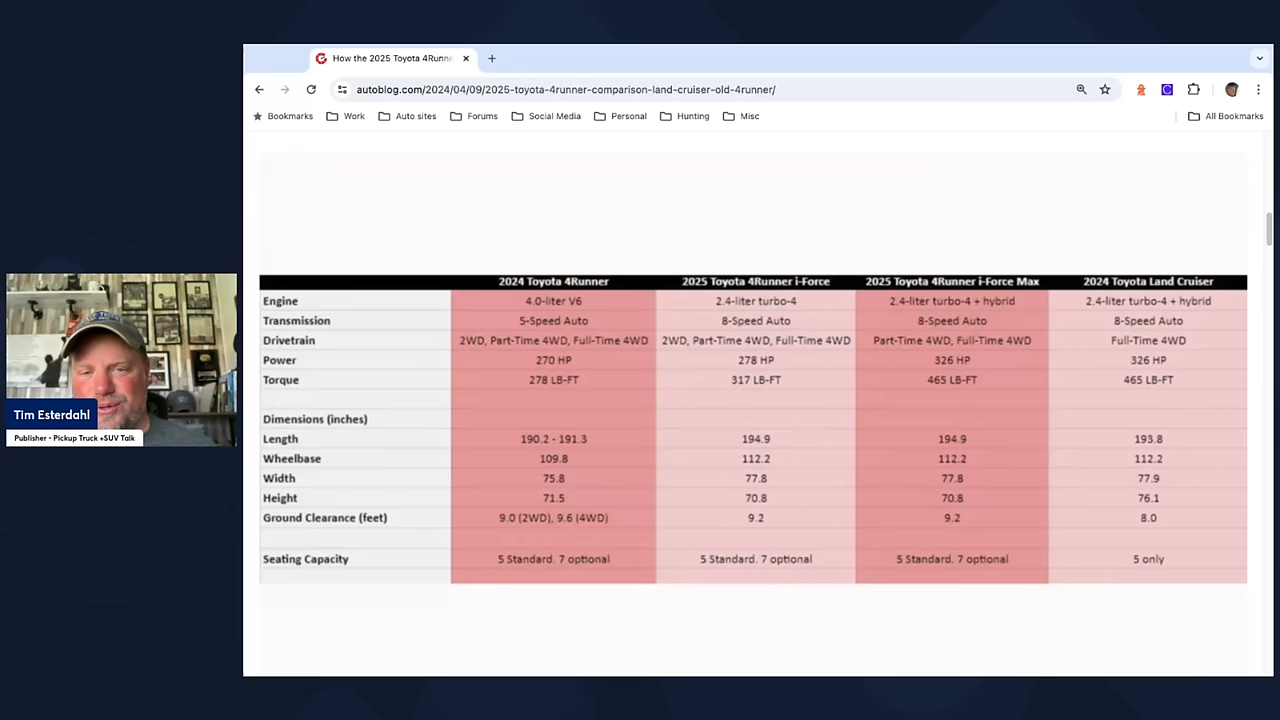 How the 2025 Toyota 4Runne
autoblog.com/2024/04/09/2025-toyota-4runner-comparison-land-cruiser-old-4runner/
Bookmarks Work Auto sites Forums Social Media Personal Hunting Misc All Bookmarks
2024 Toyota 4Runner 2025 Toyota 4Runner i-Force 2025 Toyota 4Runner i-Force Max 2024 Toyota Land Cruiser
Engine 4.0-liter V6 2.4-liter turbo-4 2.4-liter turbo-4 + hybrid 2.4-liter turbo-4 + hybrid
Transmission 5-Speed Auto 8-Speed Auto 8-Speed Auto 8-Speed Auto
Drivetrain 2WD, Part-Time 4WD, Full-Time 4WD 2WD, Part-Time 4WD, Full-Time 4WD Part-Time 4WD, Full-Time 4WD Full-Time 4WD
Power 270 HP 278 HP 326 HP 326 HP
Torque 278 LB-FT 317 LB-FT 465 LB-FT 465 LB-FT
Dimensions (inches)
Length 190.2 - 191.3 194.9 194.9 193.8
Wheelbase 109.8 112.2 112.2 112.2
Width 75.8 77.8 77.8 77.9
Height 71.5 70.8 70.8 76.1
Ground Clearance (feet) 9.0 (2WD), 9.6 (4WD) 9.2 9.2 8.0
Seating Capacity 5 Standard. 7 optional 5 Standard. 7 optional 5 Standard. 7 optional 5 only
Tim Esterdahl
Publisher - Pickup Truck +SUV Talk